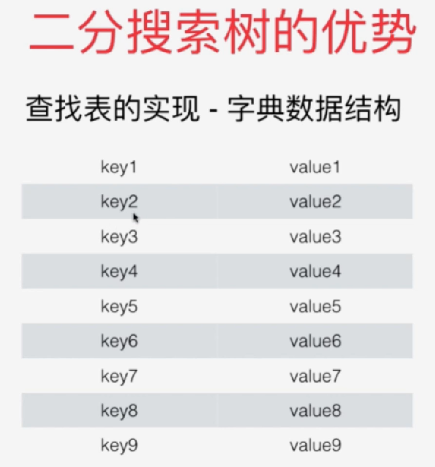 二分搜索树的优势
查找表的实现 - 字典数据结构
key1 value1
key2 value2
key3 value3
key4 value4
key5 value5
key6 value6
key7 value7
key8 value8
key9 value9